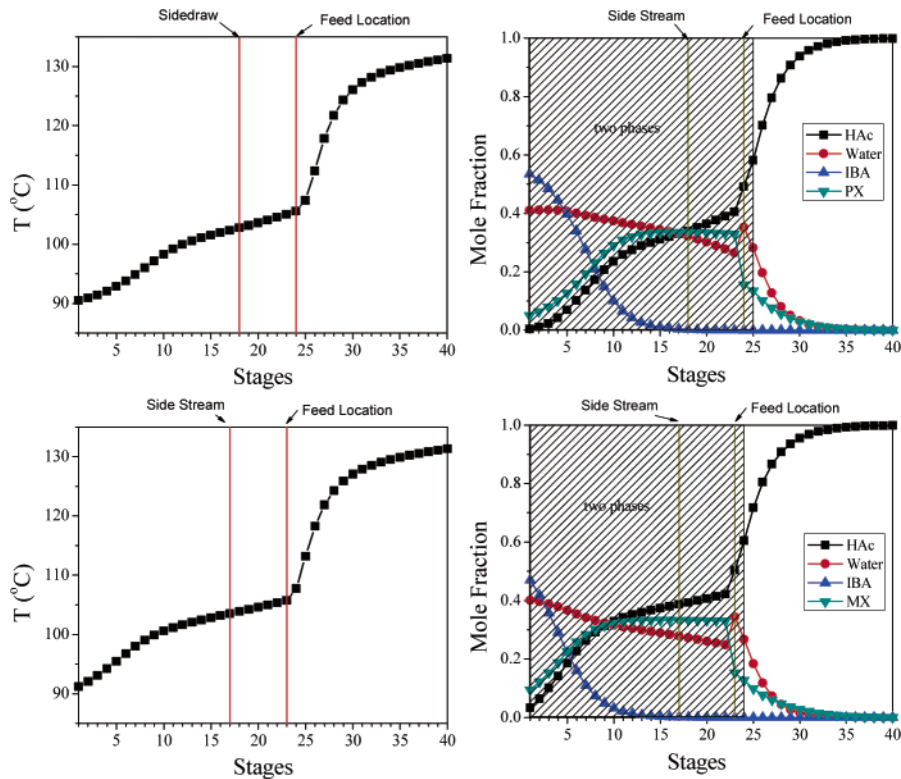 Sidedraw
Feed Location
T (°C)
130
120
110
100
90
5 10 15 20 25 30 35 40
Stages
Side Stream
Feed Location
Mole Fraction
1.0
0.8
0.6
0.4
0.2
0.0
two phases
HAc
Water
IBA
PX
5 10 15 20 25 30 35 40
Stages
Side Stream
Feed Location
T (°C)
130
120
110
100
90
5 10 15 20 25 30 35 40
Stages
Side Stream
Feed Location
Mole Fraction
1.0
0.8
0.6
0.4
0.2
0.0
two phases
HAc
Water
IBA
MX
5 10 15 20 25 30 35 40
Stages